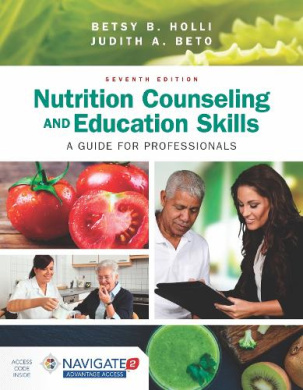 BETSY B. HOLLI
JUDITH A. BETO
SEVENTH EDITION
Nutrition Counseling
AND Education Skills
A GUIDE FOR PROFESSIONALS
ACCESS
CODE
INSIDE
NAVIGATE 2
ADVANTAGE ACCESS